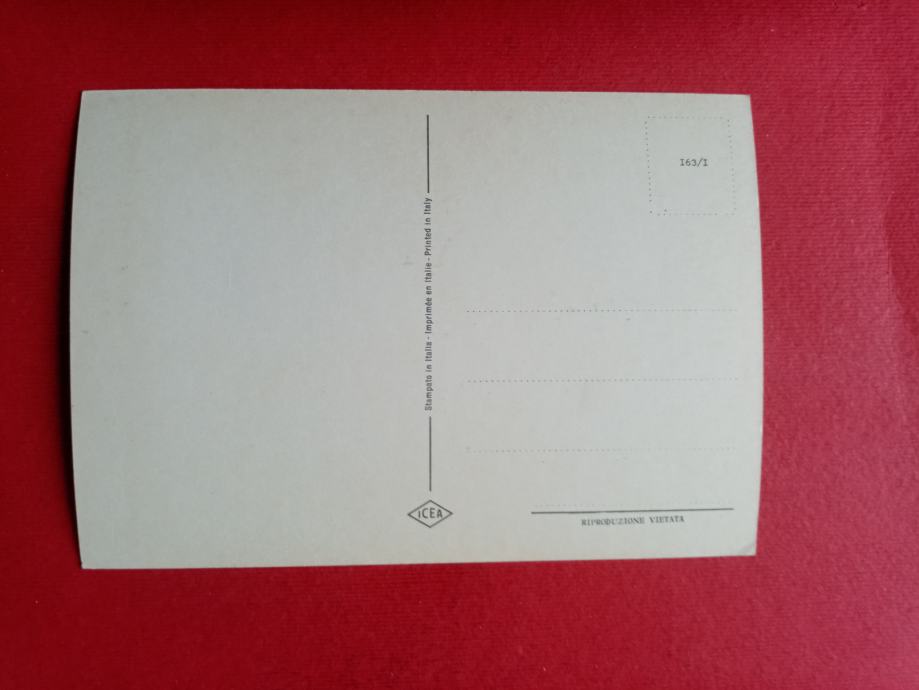 I63/I
Stampato in Italia - Imprimée en Italie - Printed in Italy
ICEA
RIPRODUZIONE VIETATA